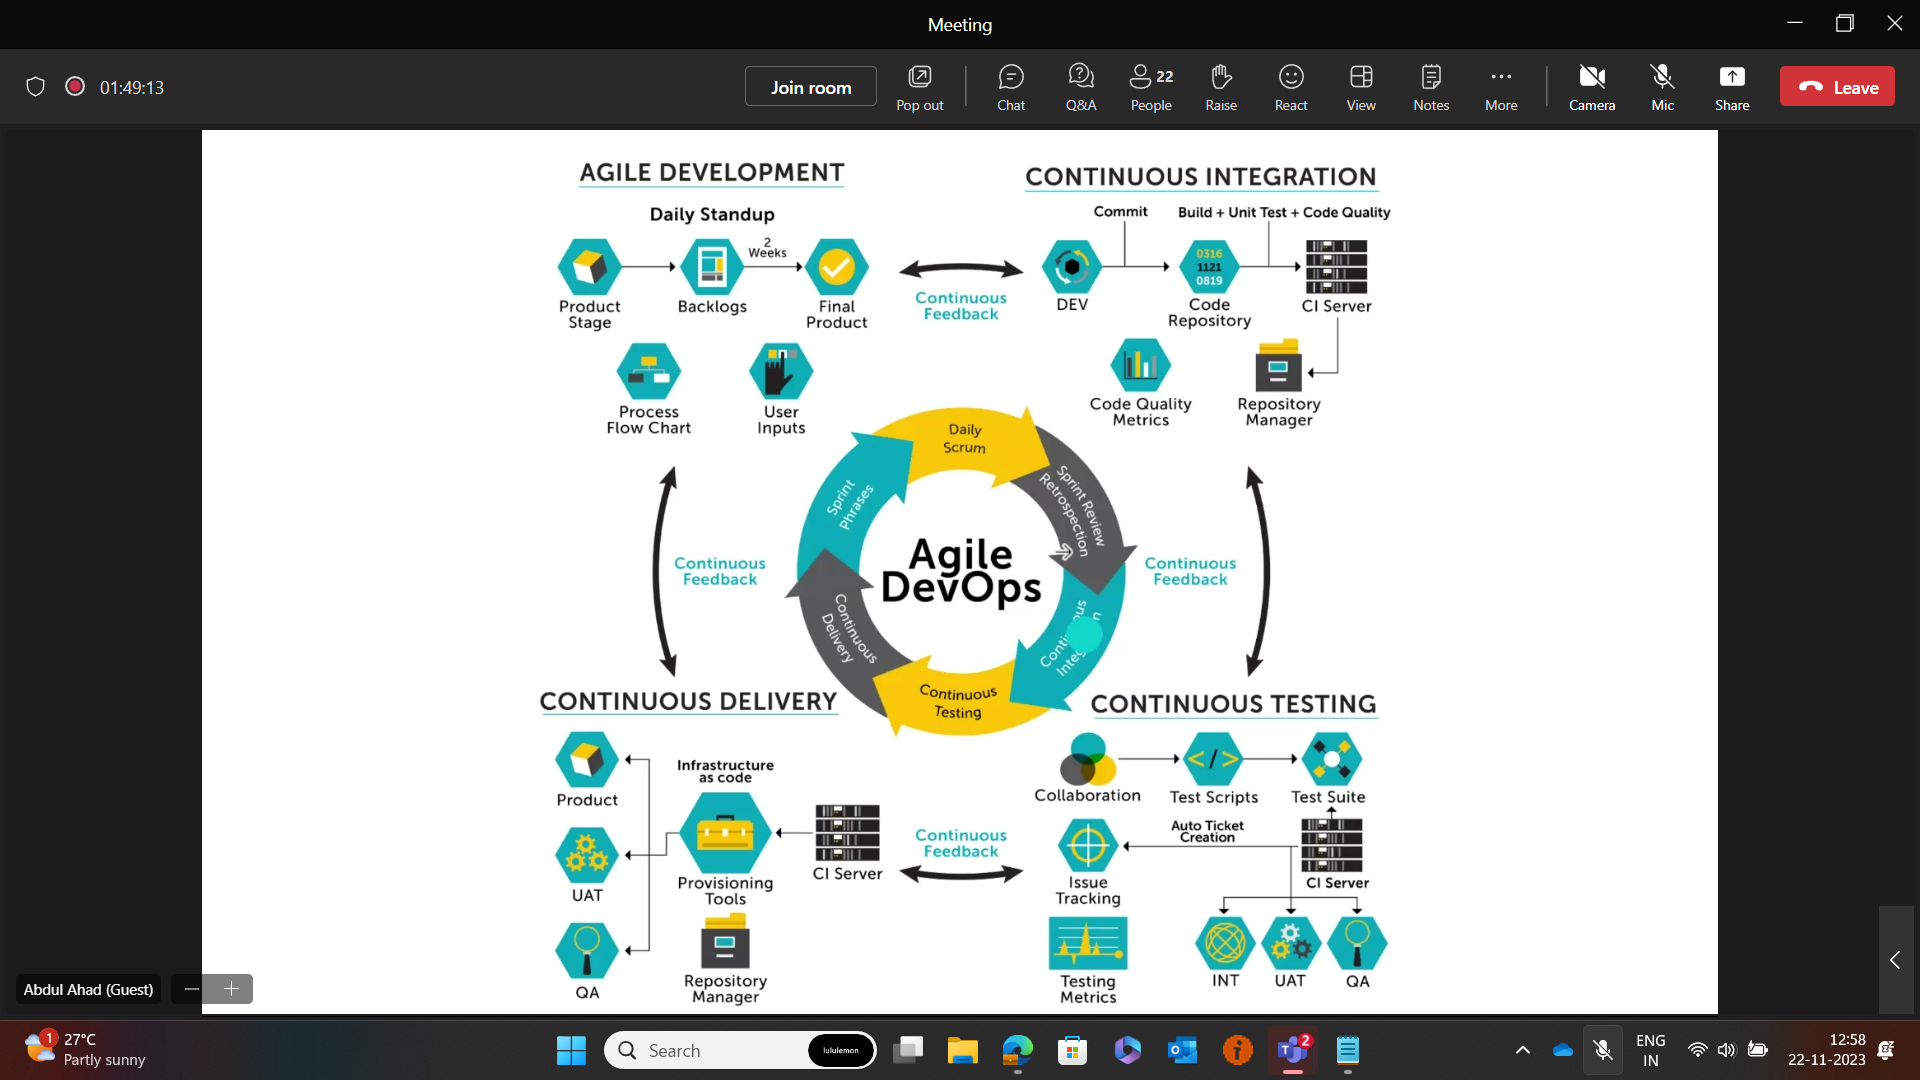 Meeting
01:49:13
Join room
Pop out
Chat
Q&A
22
People
Raise
React
View
Notes
More
Camera
Mic
Share
Leave
AGILE DEVELOPMENT
Daily Standup
2
Weeks
Product
Stage
Backlogs
Final
Product
Process
Flow Chart
User
Inputs
Continuous
Feedback
CONTINUOUS INTEGRATION
Commit
Build + Unit Test + Code Quality
0316
1121
0819
DEV
Code
Repository
CI Server
Code Quality
Metrics
Repository
Manager
Daily
Scrum
Sprint Review
Retrospection
Sprint
Phrases
Agile
DevOps
Continuous
Delivery
Continuous
Testing
Continuous
Feedback
Continuous
Feedback
CONTINUOUS DELIVERY
Product
Infrastructure
as code
UAT
Provisioning
Tools
CI Server
QA
Repository
Manager
Continuous
Feedback
CONTINUOUS TESTING
Collaboration
</>
Test Scripts
Test Suite
Auto Ticket
Creation
Issue
Tracking
CI Server
Testing
Metrics
INT
UAT
QA
Abdul Ahad (Guest)
1
27°C
Partly sunny
Search
lululemon
T
2
ENG
IN
12:58
22-11-2023